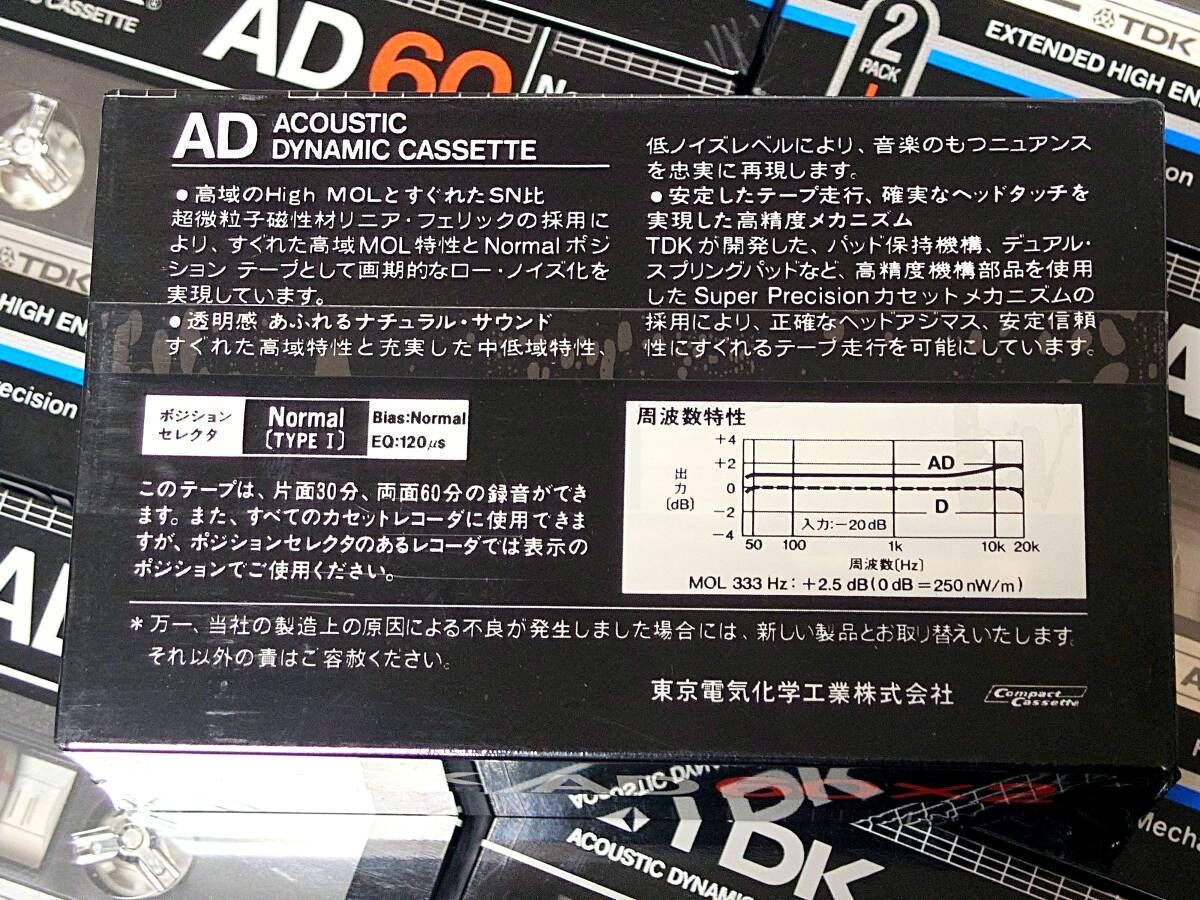 C CASSETTE
AD60
N
2
PACK
TDK
EXTENDED HIGH EN
TDK
HIGH EN
ecision
AD ACOUSTIC
DYNAMIC CASSETTE
●高域のHigh MOLとすぐれたSN比
超微粒子磁性材リニア・フェリックの採用に
より、すぐれた高域MOL特性とNormalポジ
ション テープとして画期的なロー・ノイズ化を
実現しています。
●透明感 あふれるナチュラル・サウンド
すぐれた高域特性と充実した中低域特性、
低ノイズレベルにより、音楽のもつニュアンス
を忠実に再現します。
●安定したテープ走行、確実なヘッドタッチを
実現した高精度メカニズム
TDKが開発した、パッド保持機構、デュアル・
スプリングパッドなど、高精度機構部品を使用
したSuper Precisionカセットメカニズムの
採用により、正確なヘッドアジマス、安定信頼
性にすぐれるテープ走行を可能にしています。
ポジション
セレクタ
Normal
(TYPE I)
Bias:Normal
EQ:120μs
このテープは、片面30分、両面60分の録音ができ
ます。また、すべてのカセットレコーダに使用できま
すが、ポジションセレクタのあるレコーダでは表示の
ポジションでご使用ください。
周波数特性
出力(dB)
+4
+2
0
−2
−4
AD
D
入力:−20dB
50 100 1k 10k 20k
周波数(Hz)
MOL 333 Hz: +2.5 dB(0 dB=250 nW/m)
*万一、当社の製造上の原因による不良が発生しました場合には、新しい製品とお取り替えいたします。
それ以外の責はご容赦ください。
東京電気化学工業株式会社
Compact
Cassette
AL
TDK
ACOUSTIC DYNAMIC
Mecha